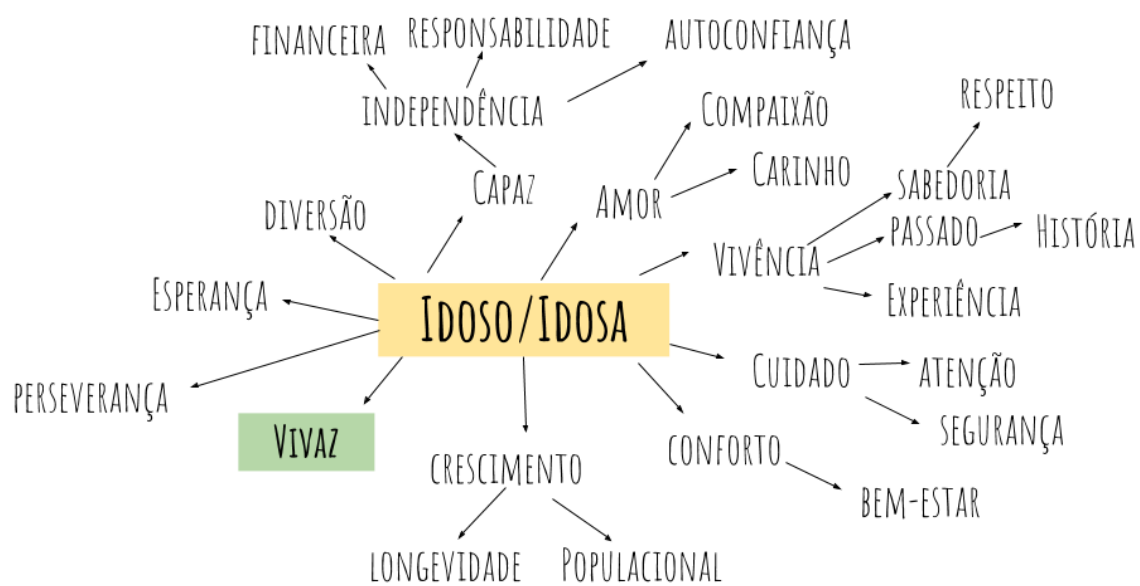 FINANCEIRA
RESPONSABILIDADE
AUTOCONFIANÇA
INDEPENDÊNCIA
COMPAIXÃO
RESPEITO
CAPAZ
AMOR
CARINHO
SABEDORIA
DIVERSÃO
VIVÊNCIA
PASSADO
HISTÓRIA
ESPERANÇA
EXPERIÊNCIA
IDOSO/IDOSA
PERSEVERANÇA
CUIDADO
ATENÇÃO
VIVAZ
SEGURANÇA
CRESCIMENTO
CONFORTO
BEM-ESTAR
LONGEVIDADE
POPULACIONAL